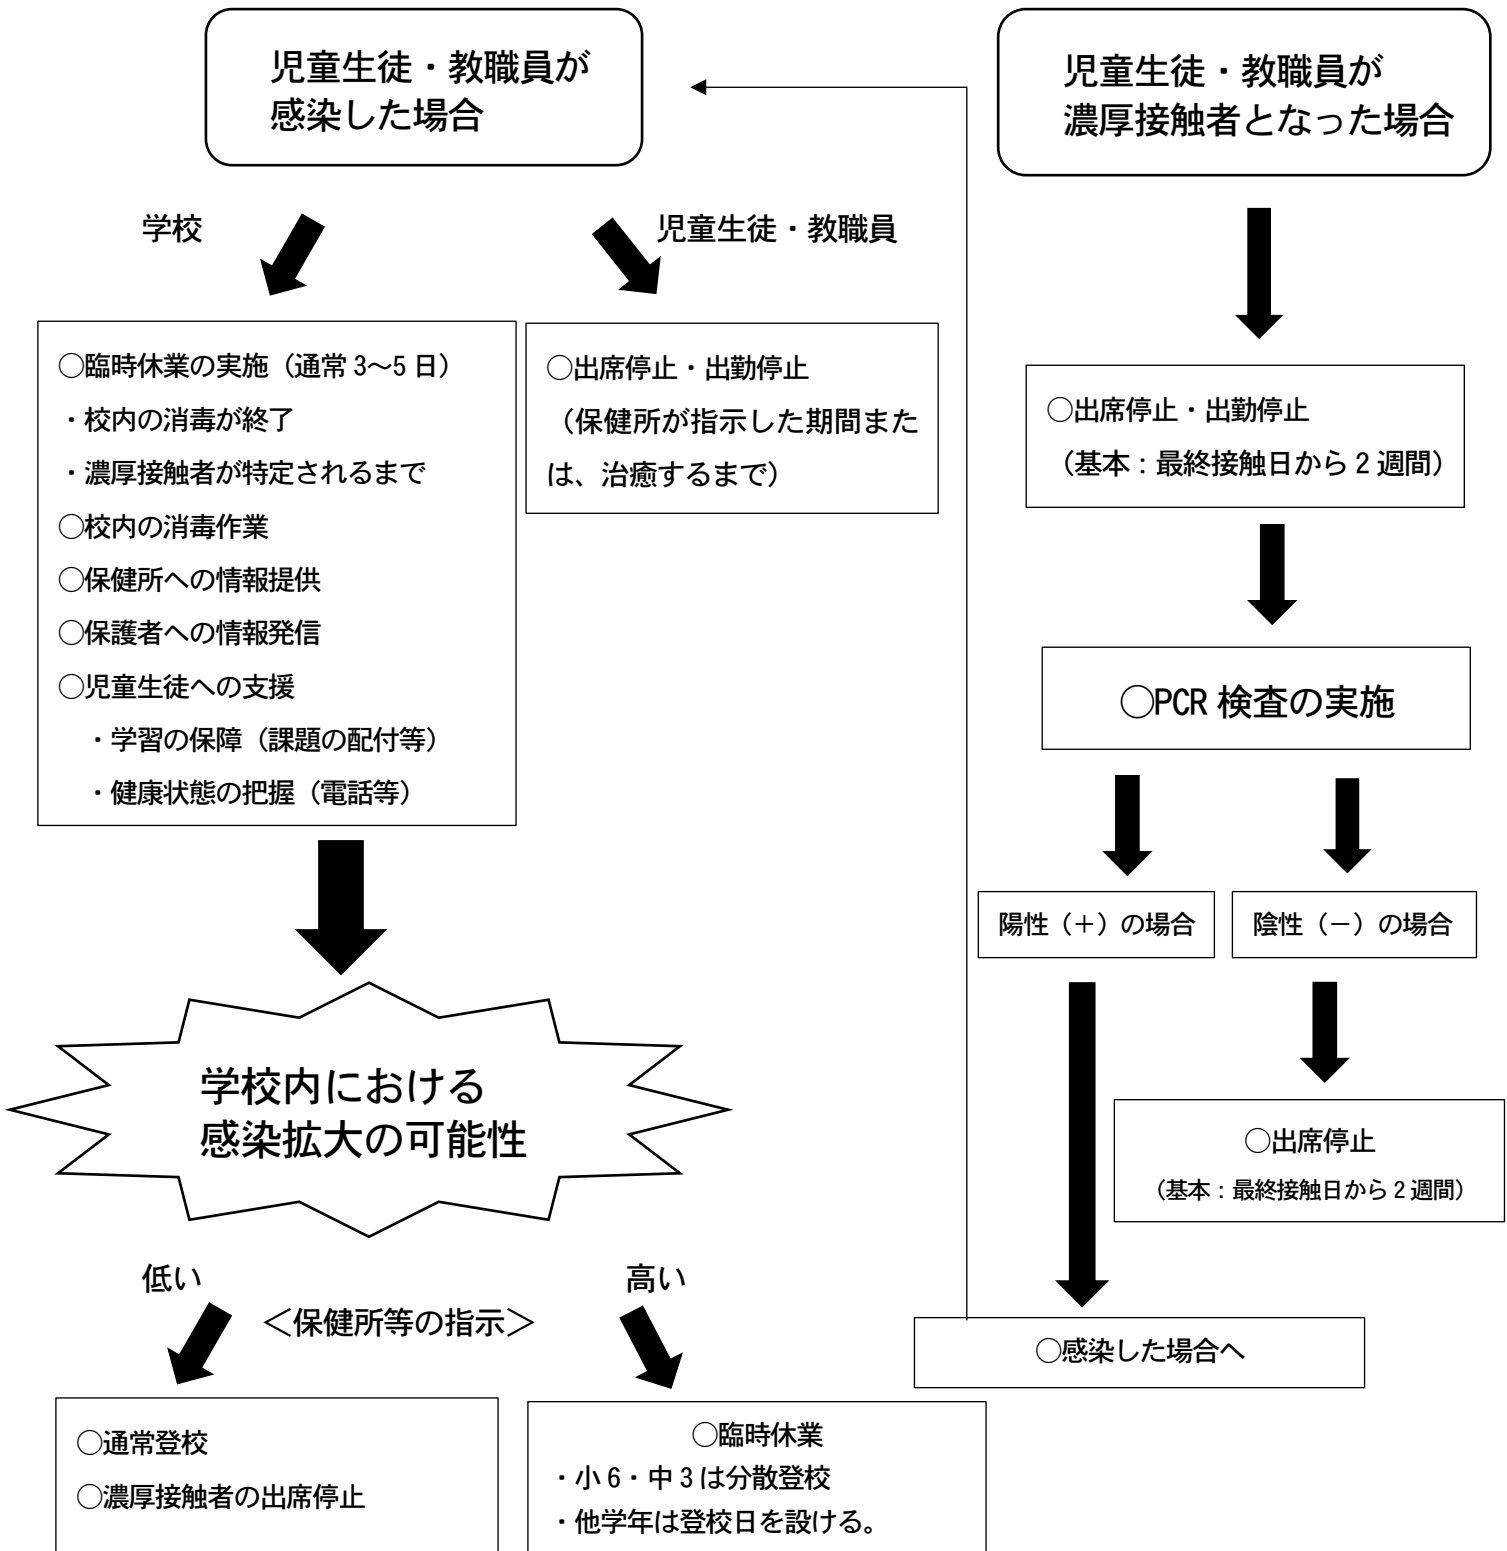 児童生徒・教職員が
感染した場合
学校
児童生徒・教職員
○臨時休業の実施（通常 3～5 日）
・校内の消毒が終了
・濃厚接触者が特定されるまで
○校内の消毒作業
○保健所への情報提供
○保護者への情報発信
○児童生徒への支援
・学習の保障（課題の配付等）
・健康状態の把握（電話等）
○出席停止・出勤停止
（保健所が指示した期間また
は、治癒するまで）
学校内における
感染拡大の可能性
低い
高い
＜保健所等の指示＞
○通常登校
○濃厚接触者の出席停止
○臨時休業
・小 6・中 3 は分散登校
・他学年は登校日を設ける。
児童生徒・教職員が
濃厚接触者となった場合
○出席停止・出勤停止
（基本：最終接触日から 2 週間）
○PCR 検査の実施
陽性（＋）の場合
陰性（－）の場合
○出席停止
（基本：最終接触日から 2 週間）
○感染した場合へ